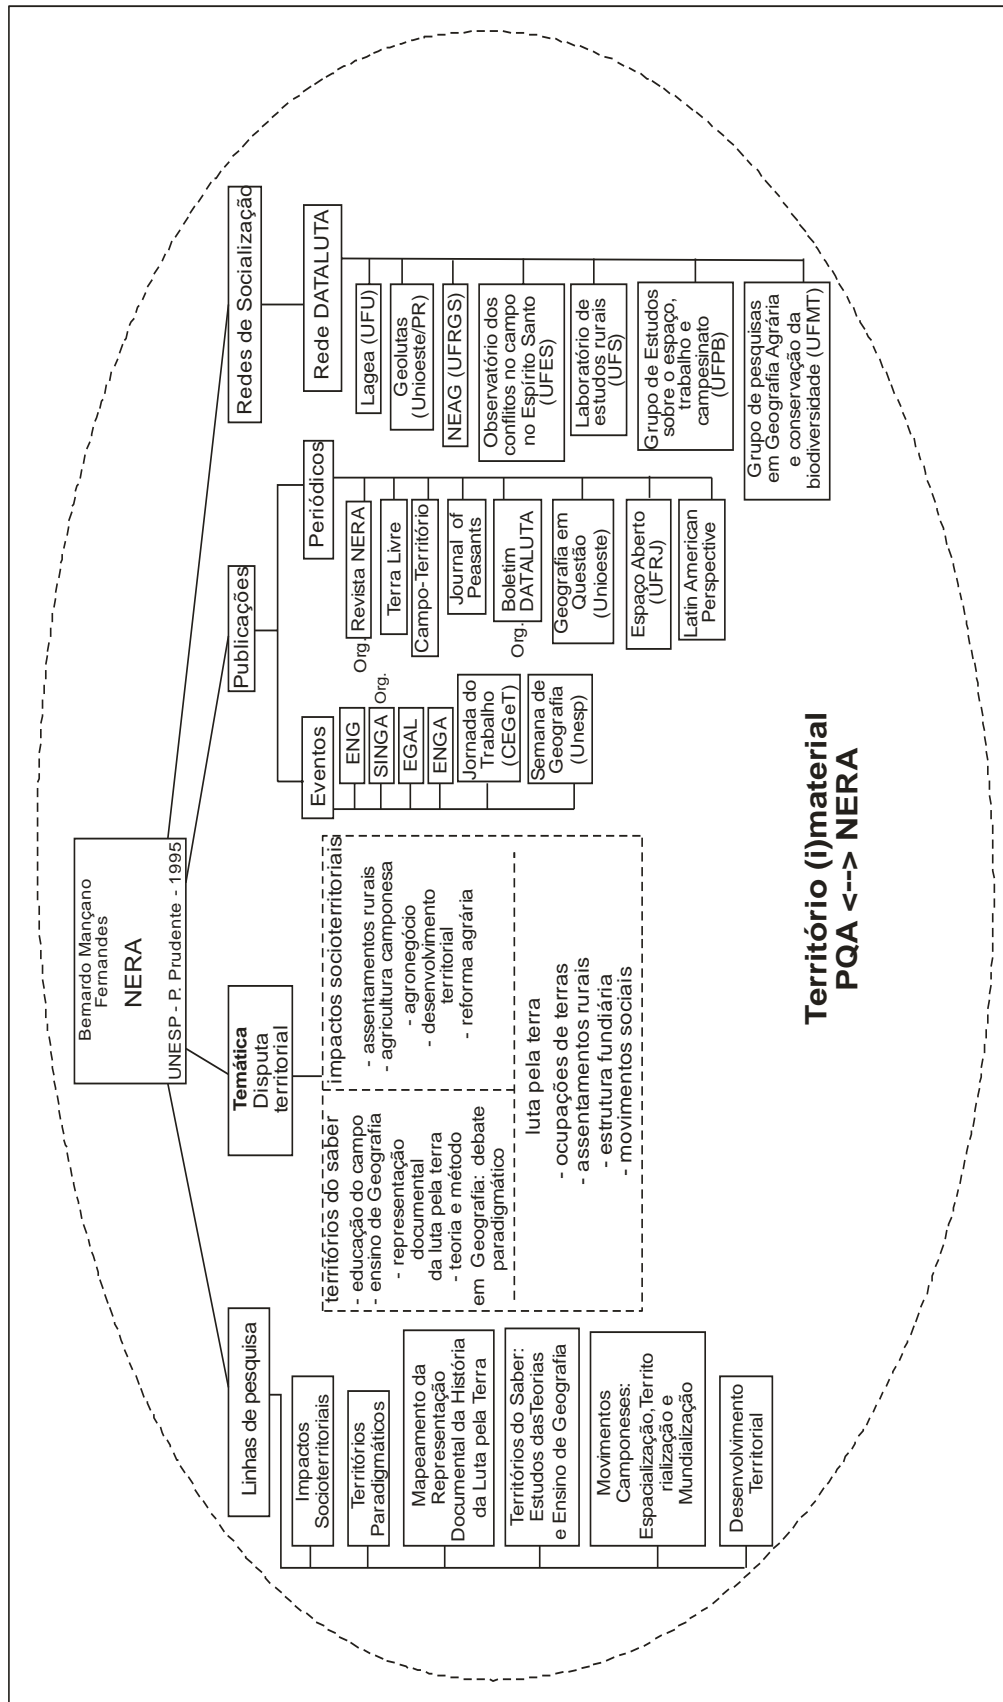 Bernardo Mançano
Fernandes
NERA
UNESP - P. Prudente - 1995
Linhas de pesquisa
Impactos
Socioterritoriais
Territórios
Paradigmáticos
Mapeamento da
Representação
Documental da História
da Luta pela Terra
Territórios do Saber:
Estudos dasTeorias
e Ensino de Geografia
Movimentos
Camponeses:
Espacialização,Territo
rialização e
Mundialização
Desenvolvimento
Territorial
Temática
Disputa
territorial
territórios do saber
- educação do campo
- ensino de Geografia
- representação
documental
da luta pela terra
- teoria e método
em Geografia: debate
paradigmático
impactos socioterritoriais
- assentamentos rurais
- agricultura camponesa
- agronegócio
- desenvolvimento
territorial
- reforma agrária
luta pela terra
- ocupações de terras
- assentamentos rurais
- estrutura fundiária
- movimentos sociais
Publicações
Eventos
ENG
SINGA Org.
EGAL
ENGA
Jornada do
Trabalho
(CEGeT)
Semana de
Geografia
(Unesp)
Periódicos
Org. Revista NERA
Terra Livre
Campo-Território
Journal of
Peasants
Org. Boletim
DATALUTA
Geografia em
Questão
(Unioeste)
Espaço Aberto
(UFRJ)
Latin American
Perspective
Redes de Socialização
Rede DATALUTA
Lagea (UFU)
Geolutas
(Unioeste/PR)
NEAG (UFRGS)
Observatório dos
conflitos no campo
no Espírito Santo
(UFES)
Laboratório de
estudos rurais
(UFS)
Grupo de Estudos
sobre o espaço,
trabalho e
campesinato
(UFPB)
Grupo de pesquisas
em Geografia Agrária
e conservação da
biodiversidade (UFMT)
Território (i)material
PQA <--> NERA